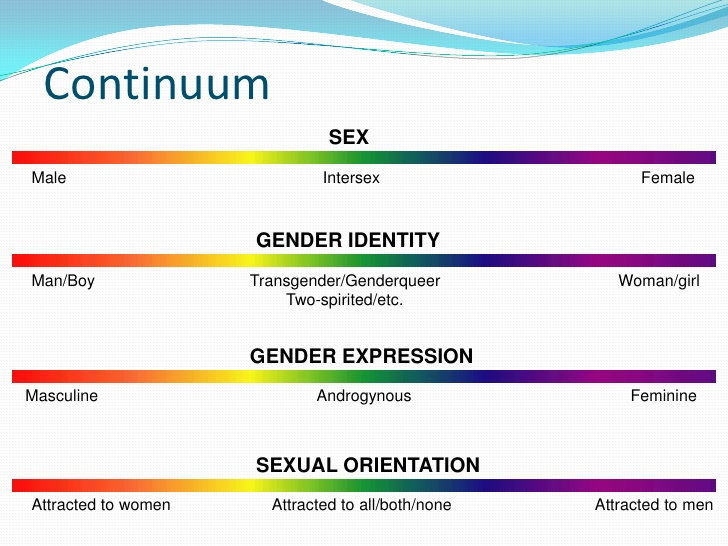 Continuum
SEX
Male Intersex Female
GENDER IDENTITY
Man/Boy Transgender/Genderqueer Woman/girl
Two-spirited/etc.
GENDER EXPRESSION
Masculine Androgynous Feminine
SEXUAL ORIENTATION
Attracted to women Attracted to all/both/none Attracted to men